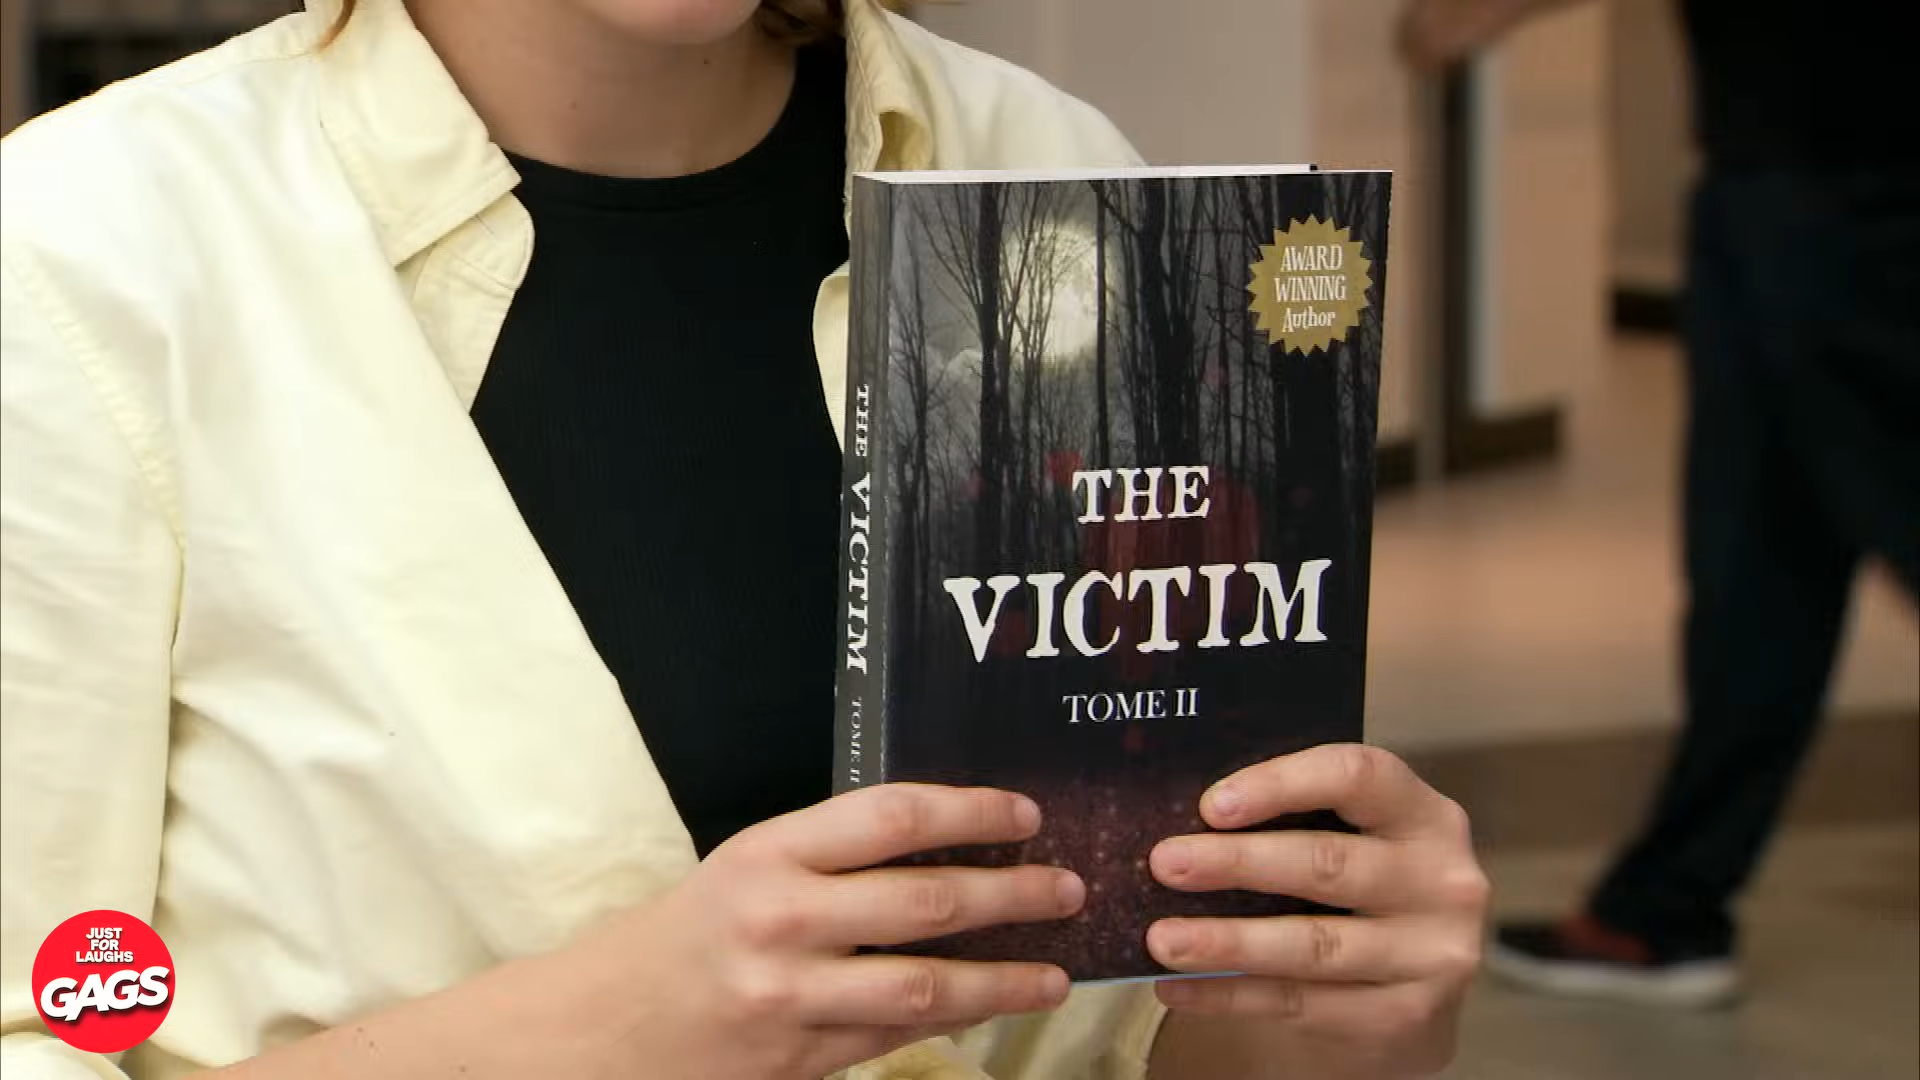 AWARD
WINNING
Author
THE
VICTIM
TOME II
THE VICTIM TOME II
JUST
FOR
LAUGHS
GAGS